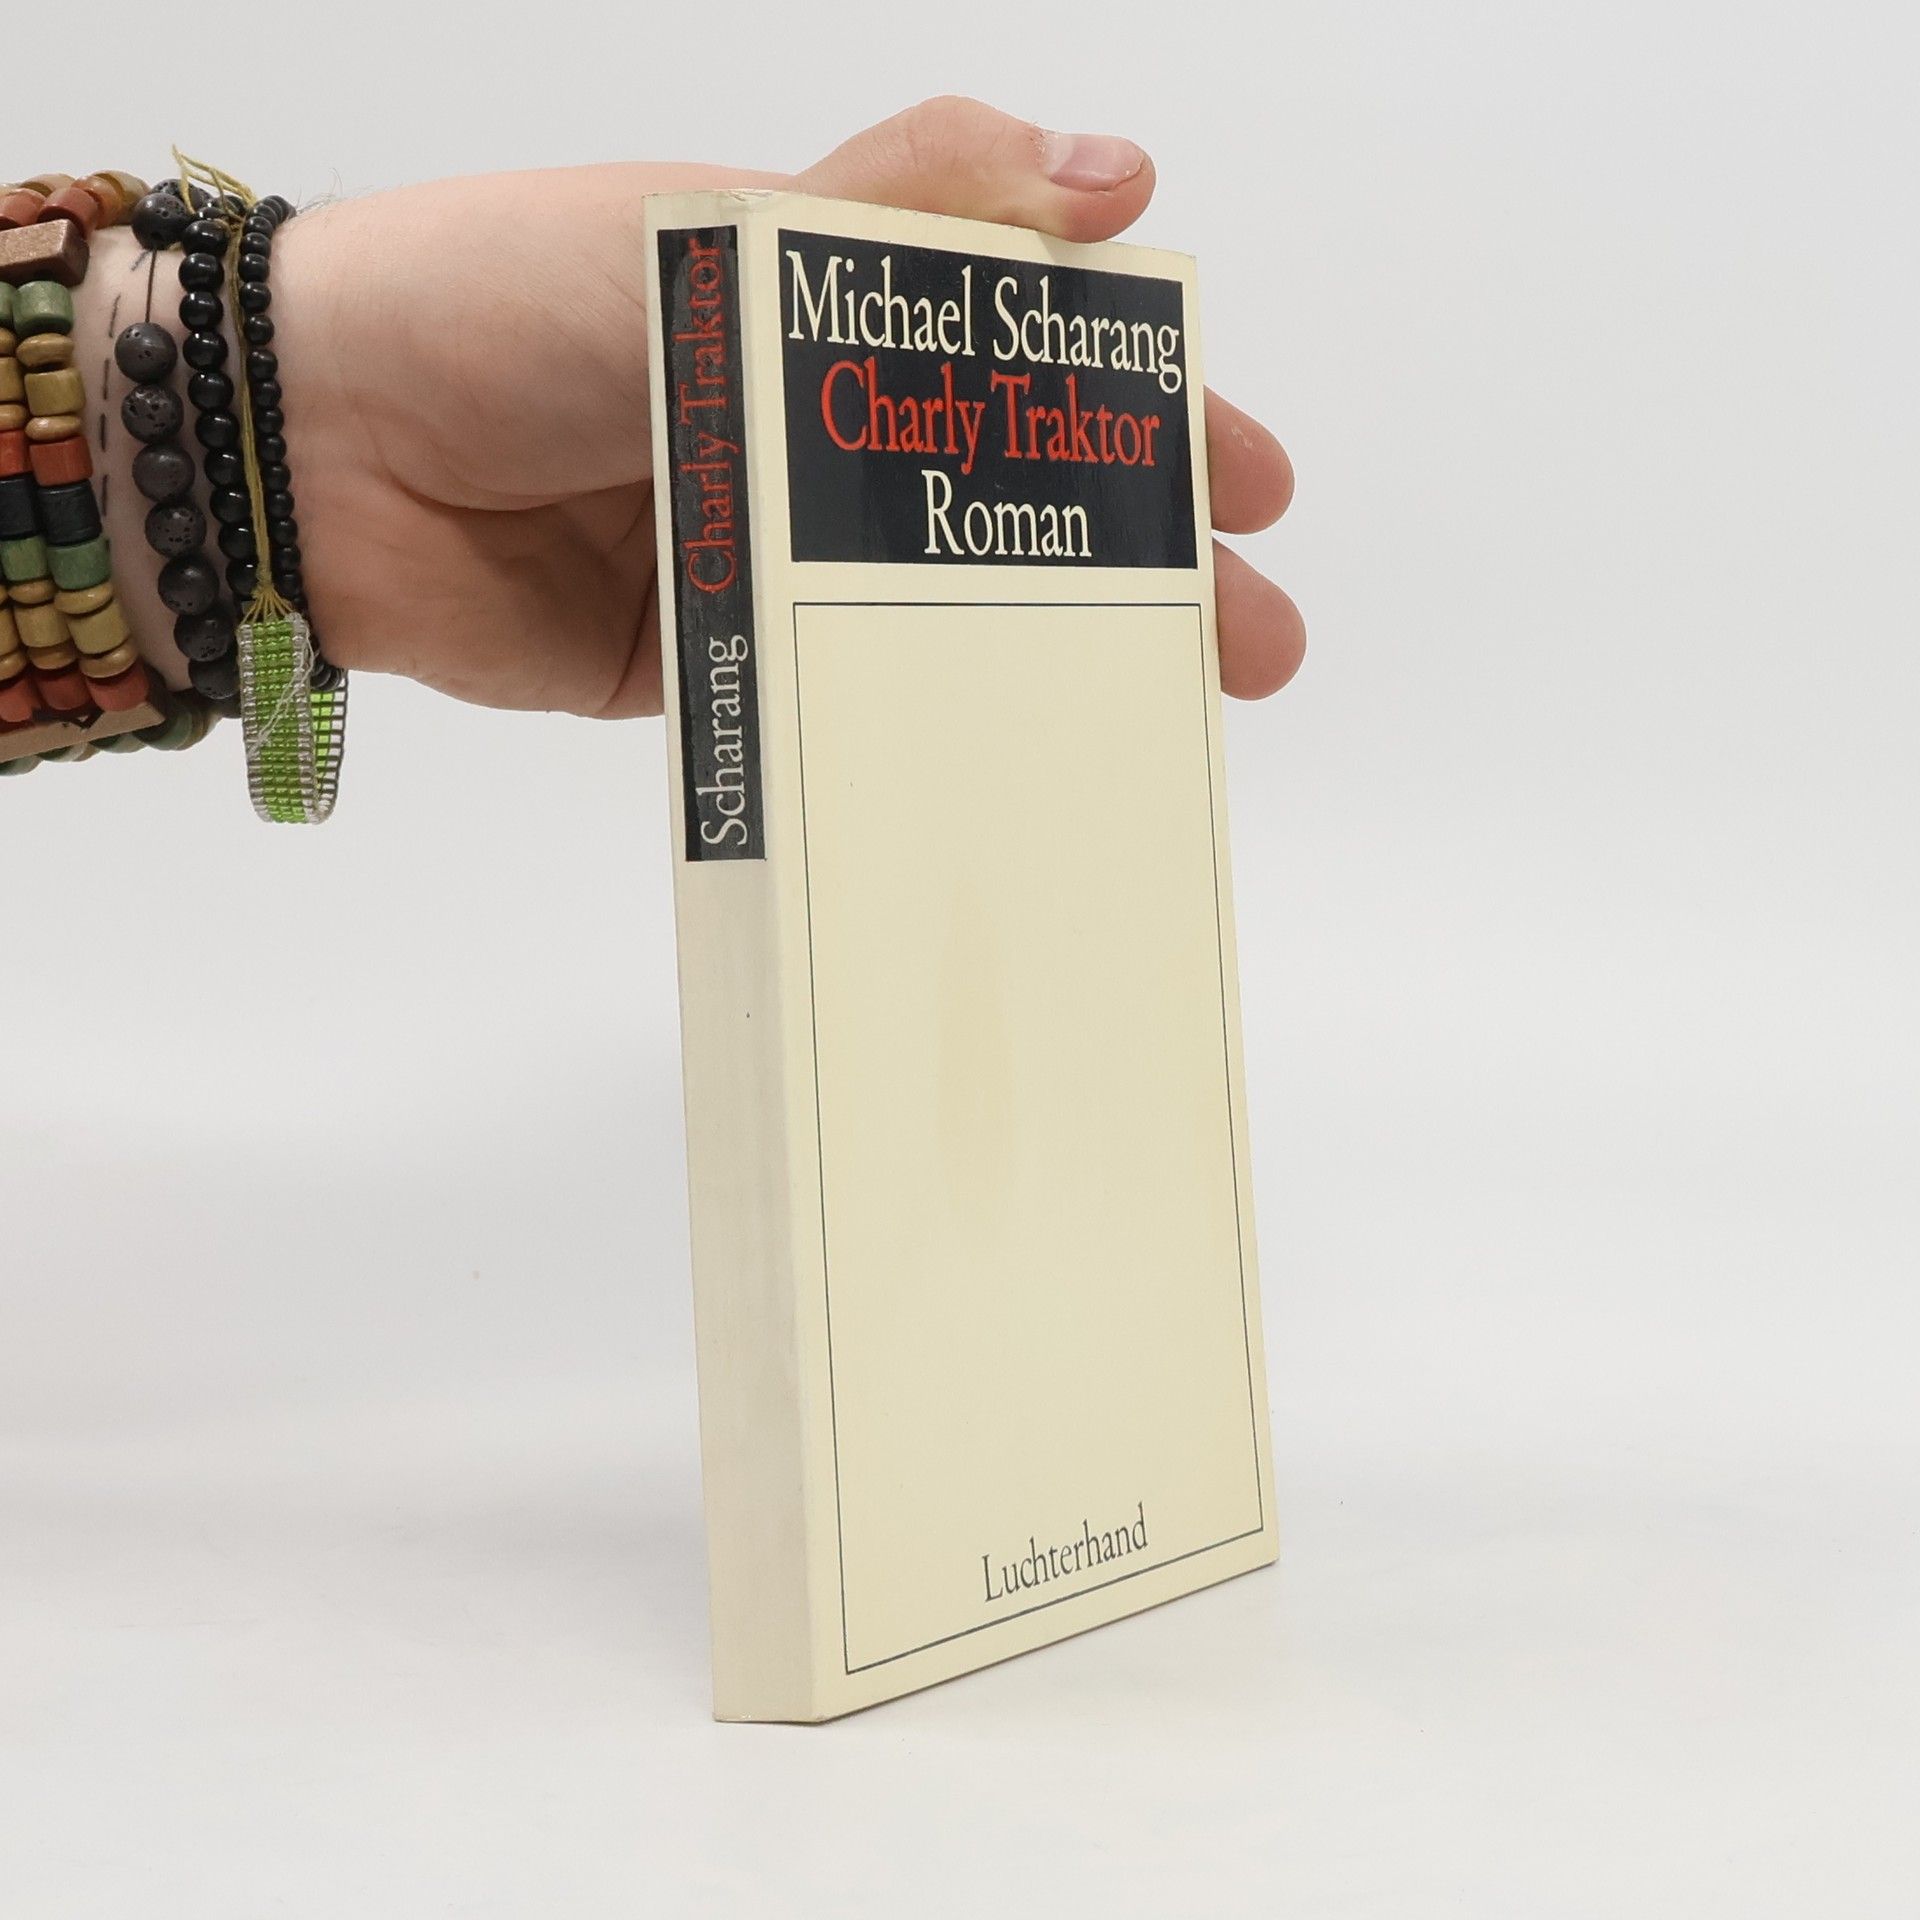 Scharang Charly Traktor
Michael Scharang
Charly Traktor
Roman
Luchterhand